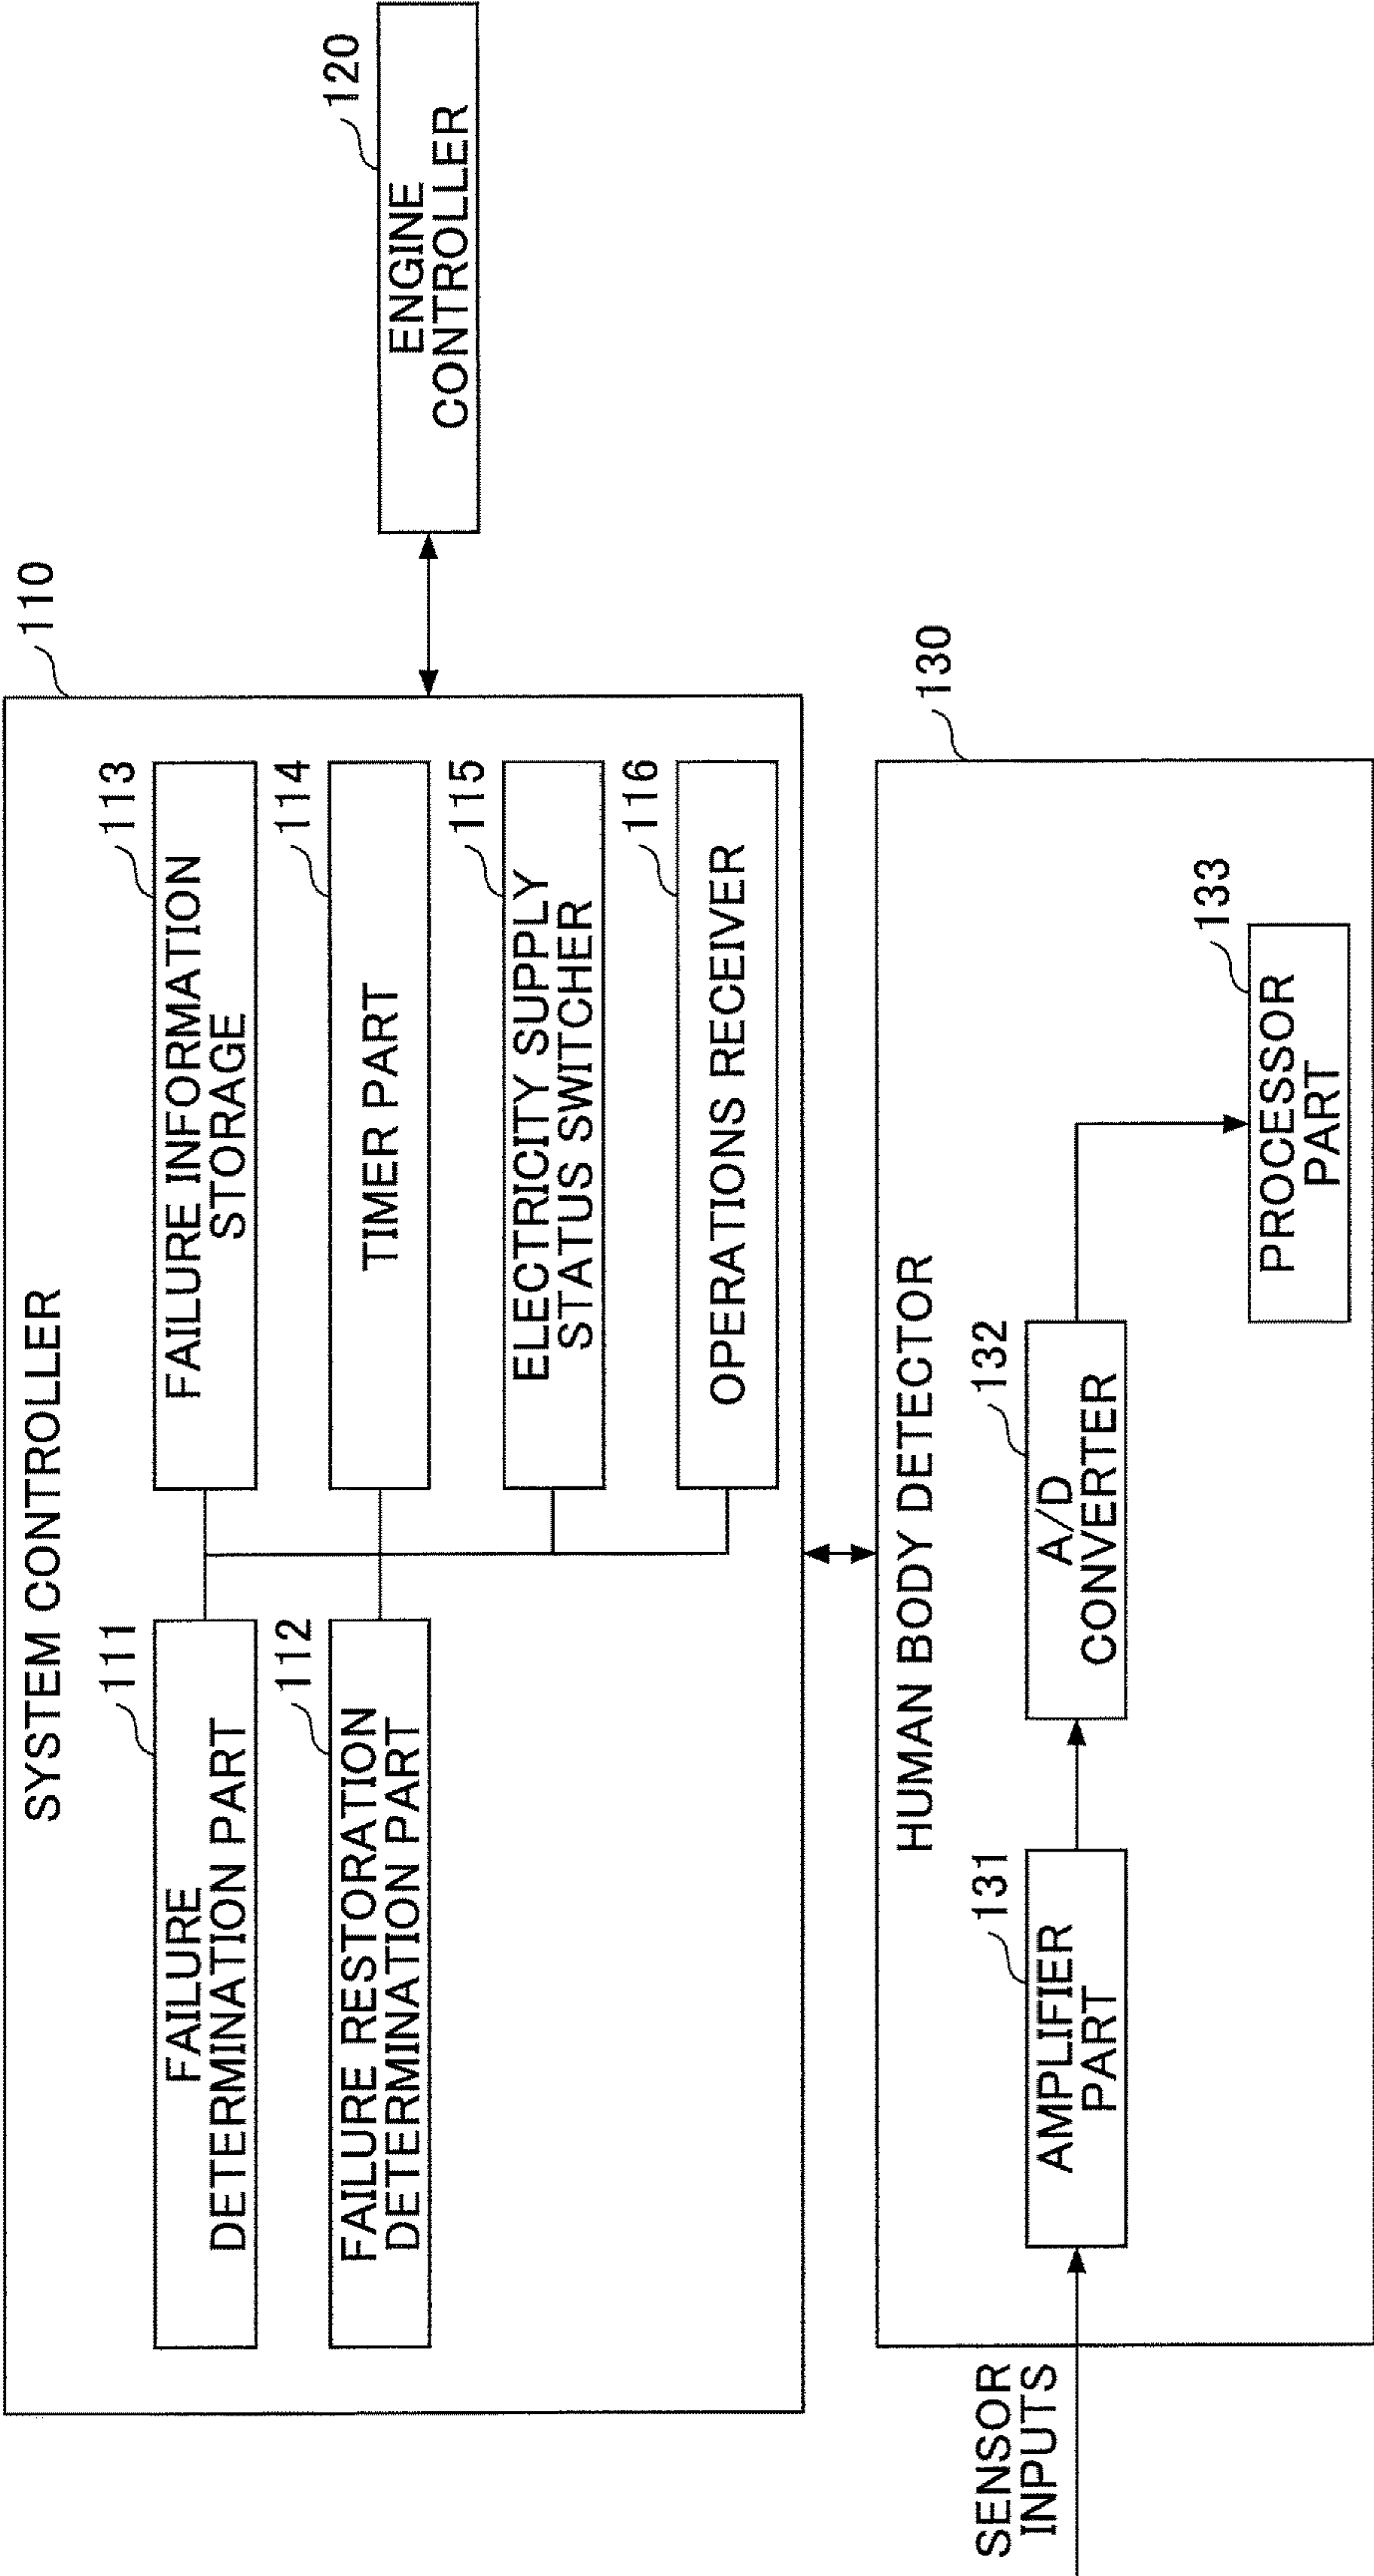 110
SYSTEM CONTROLLER
111
FAILURE
DETERMINATION PART
113
FAILURE INFORMATION
STORAGE
112
FAILURE RESTORATION
DETERMINATION PART
114
TIMER PART
115
ELECTRICITY SUPPLY
STATUS SWITCHER
116
OPERATIONS RECEIVER
120
ENGINE
CONTROLLER
130
HUMAN BODY DETECTOR
SENSOR
INPUTS
131
AMPLIFIER
PART
132
A/D
CONVERTER
133
PROCESSOR
PART